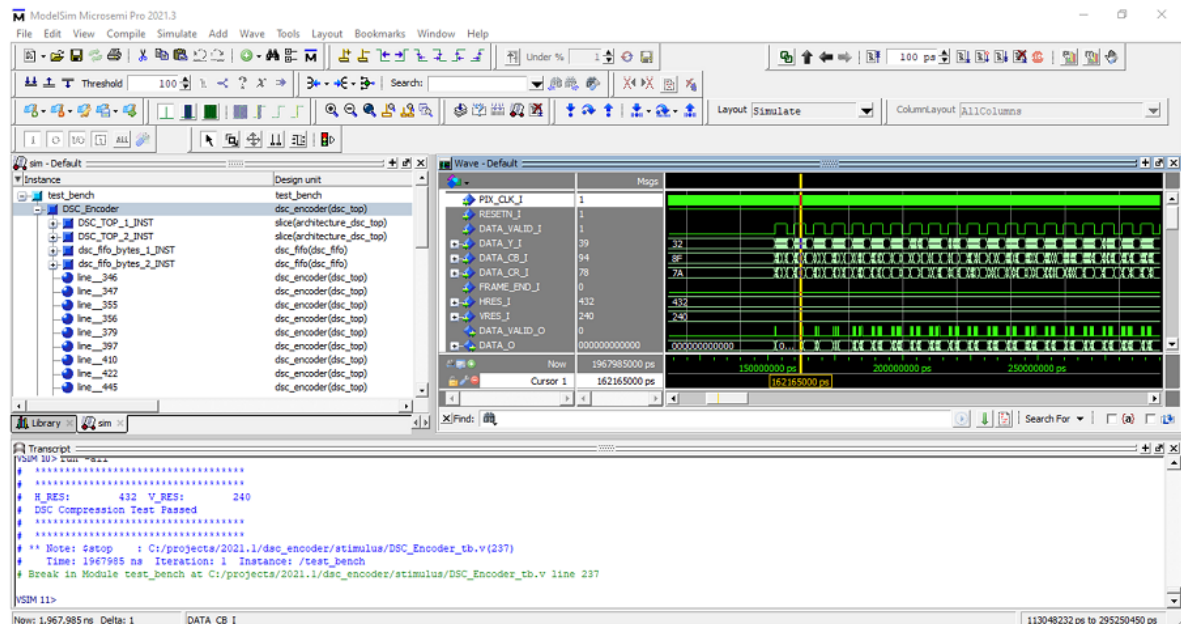 ModelSim Microsemi Pro 2021.3
File Edit View Compile Simulate Add Wave Tools Layout Bookmarks Window Help
Under % 1 100 ps
Threshold 100 Search:
Layout Simulate ColumnLayout AllColumns
I O I/O ALL
sim - Default
Instance Design unit
test_bench test_bench
DSC_Encoder dsc_encoder(dsc_top)
DSC_TOP_1_INST slice(architecture_dsc_top)
DSC_TOP_2_INST slice(architecture_dsc_top)
dsc_fifo_bytes_1_INST dsc_fifo(dsc_fifo)
dsc_fifo_bytes_2_INST dsc_fifo(dsc_fifo)
line__346 dsc_encoder(dsc_top)
line__347 dsc_encoder(dsc_top)
line__355 dsc_encoder(dsc_top)
line__356 dsc_encoder(dsc_top)
line__379 dsc_encoder(dsc_top)
line__397 dsc_encoder(dsc_top)
line__410 dsc_encoder(dsc_top)
line__422 dsc_encoder(dsc_top)
line__445 dsc_encoder(dsc_top)
Library sim
Wave - Default
Msgs
PIX_CLK_I 1
RESETN_I 1
DATA_VALID_I 1
DATA_Y_I 39 32
DATA_CB_I 94 8F
DATA_CR_I 78 7A
FRAME_END_I 0
HRES_I 432 432
VRES_I 240 240
DATA_VALID_O 0
DATA_O 000000000000 000000000000
Now 1967985000 ps 150000000 ps 200000000 ps 250000000 ps
Cursor 1 162165000 ps 162165000 ps
Find: Search For
Transcript
VSIM 10> run -all
# ***********************************
# ***********************************
# H_RES: 432 V_RES: 240
# DSC Compression Test Passed
# ***********************************
# ***********************************
# ** Note: $stop : C:/projects/2021.1/dsc_encoder/stimulus/DSC_Encoder_tb.v(237)
# Time: 1967985 ns Iteration: 1 Instance: /test_bench
# Break in Module test_bench at C:/projects/2021.1/dsc_encoder/stimulus/DSC_Encoder_tb.v line 237
VSIM 11>
Now: 1,967,985 ns Delta: 1 DATA_CB_I 113048232 ps to 295250450 ps